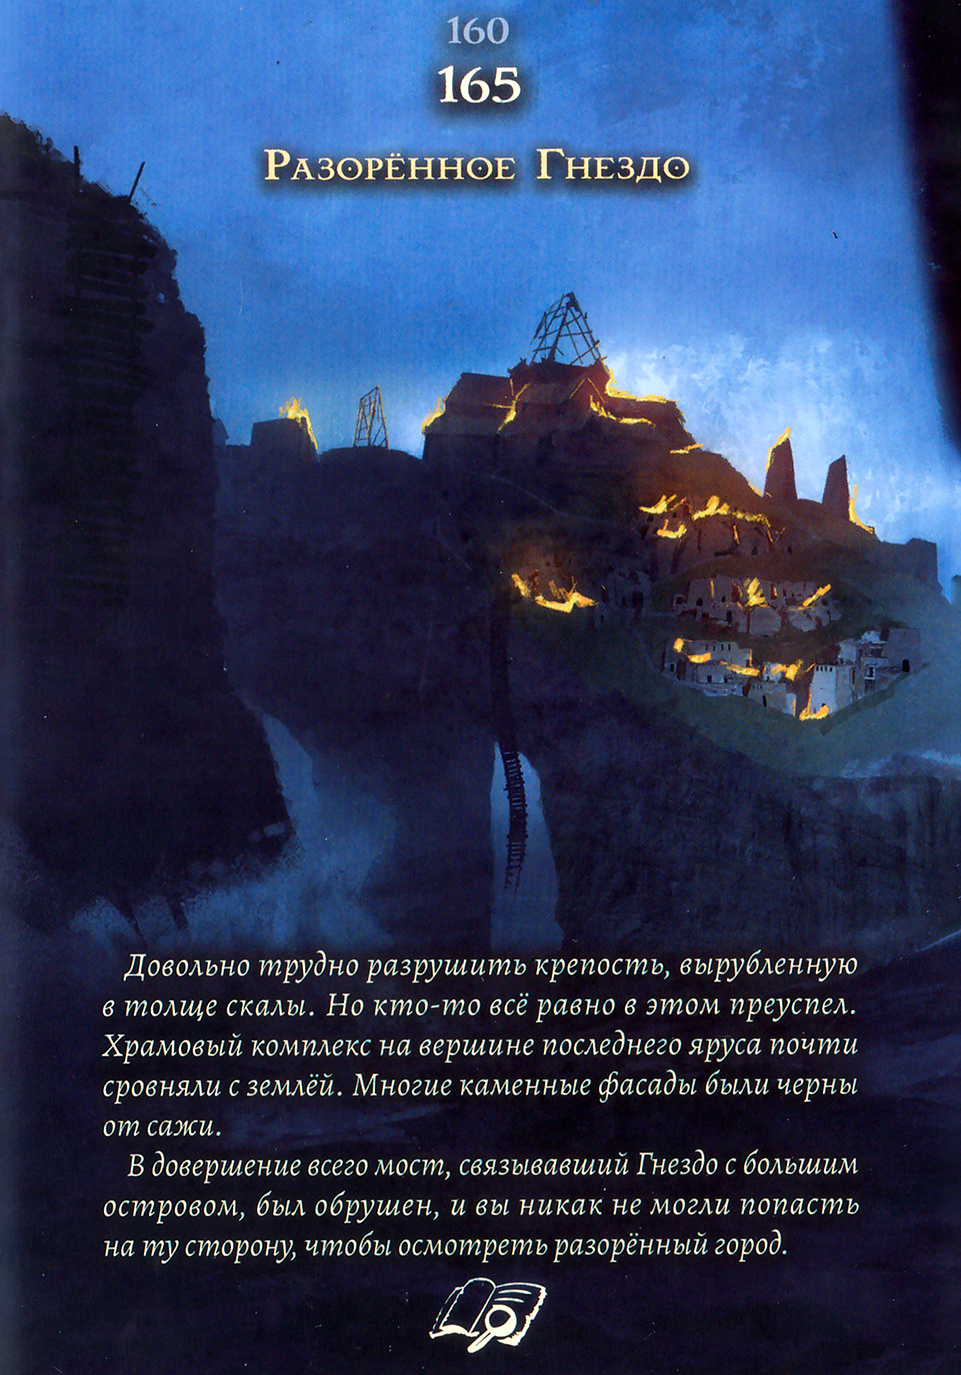 160
165
Разорённое Гнездо
Довольно трудно разрушить крепость, вырубленную
в толще скалы. Но кто-то всё равно в этом преуспел.
Храмовый комплекс на вершине последнего яруса почти
сровняли с землёй. Многие каменные фасады были черны
от сажи.
В довершение всего мост, связывавший Гнездо с большим
островом, был обрушен, и вы никак не могли попасть
на ту сторону, чтобы осмотреть разорённый город.